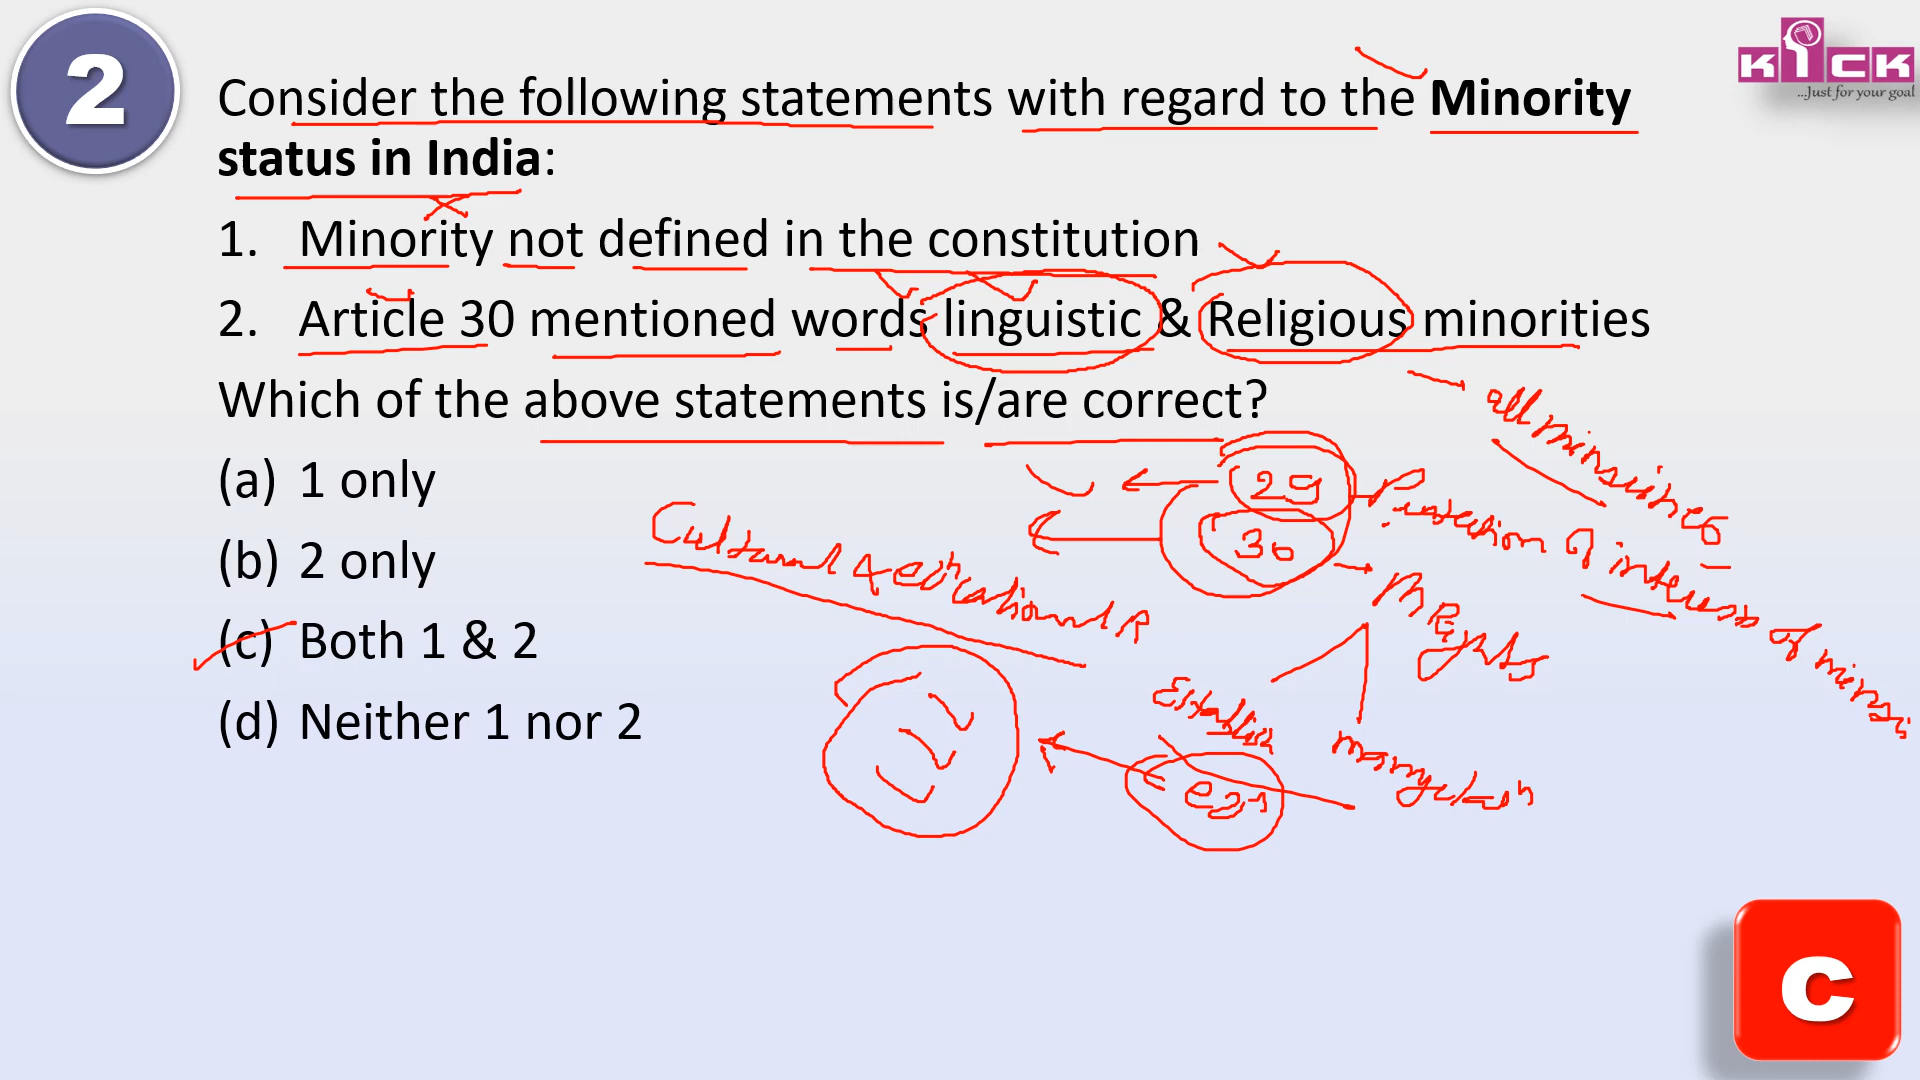 2
KICK
...Just for your goal
Consider the following statements with regard to the Minority
status in India:
1. Minority not defined in the constitution
2. Article 30 mentioned words linguistic & Religious minorities
Which of the above statements is/are correct?
(a) 1 only
(b) 2 only
(c) Both 1 & 2
(d) Neither 1 nor 2
29
30
all
of interest of
Cultural &
Rights
Establish
C